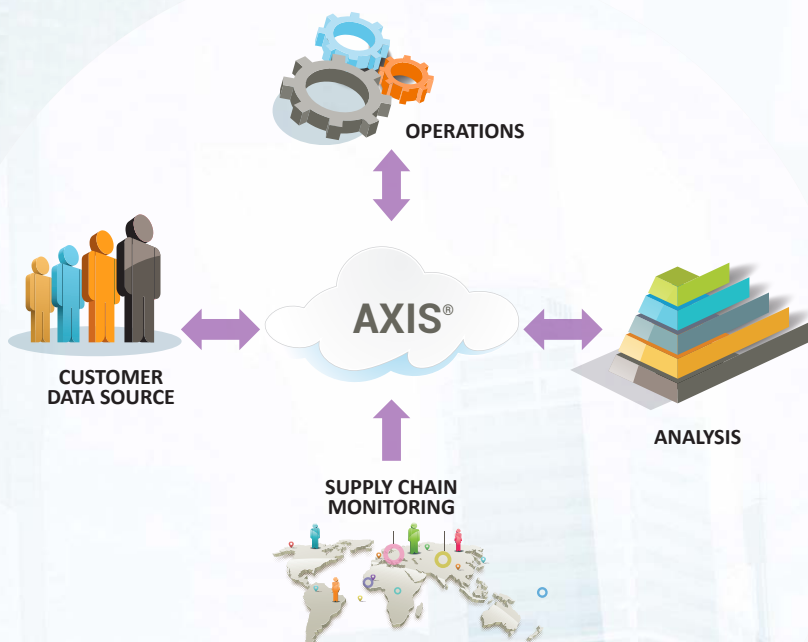 OPERATIONS
AXIS®
CUSTOMER
DATA SOURCE
ANALYSIS
SUPPLY CHAIN
MONITORING